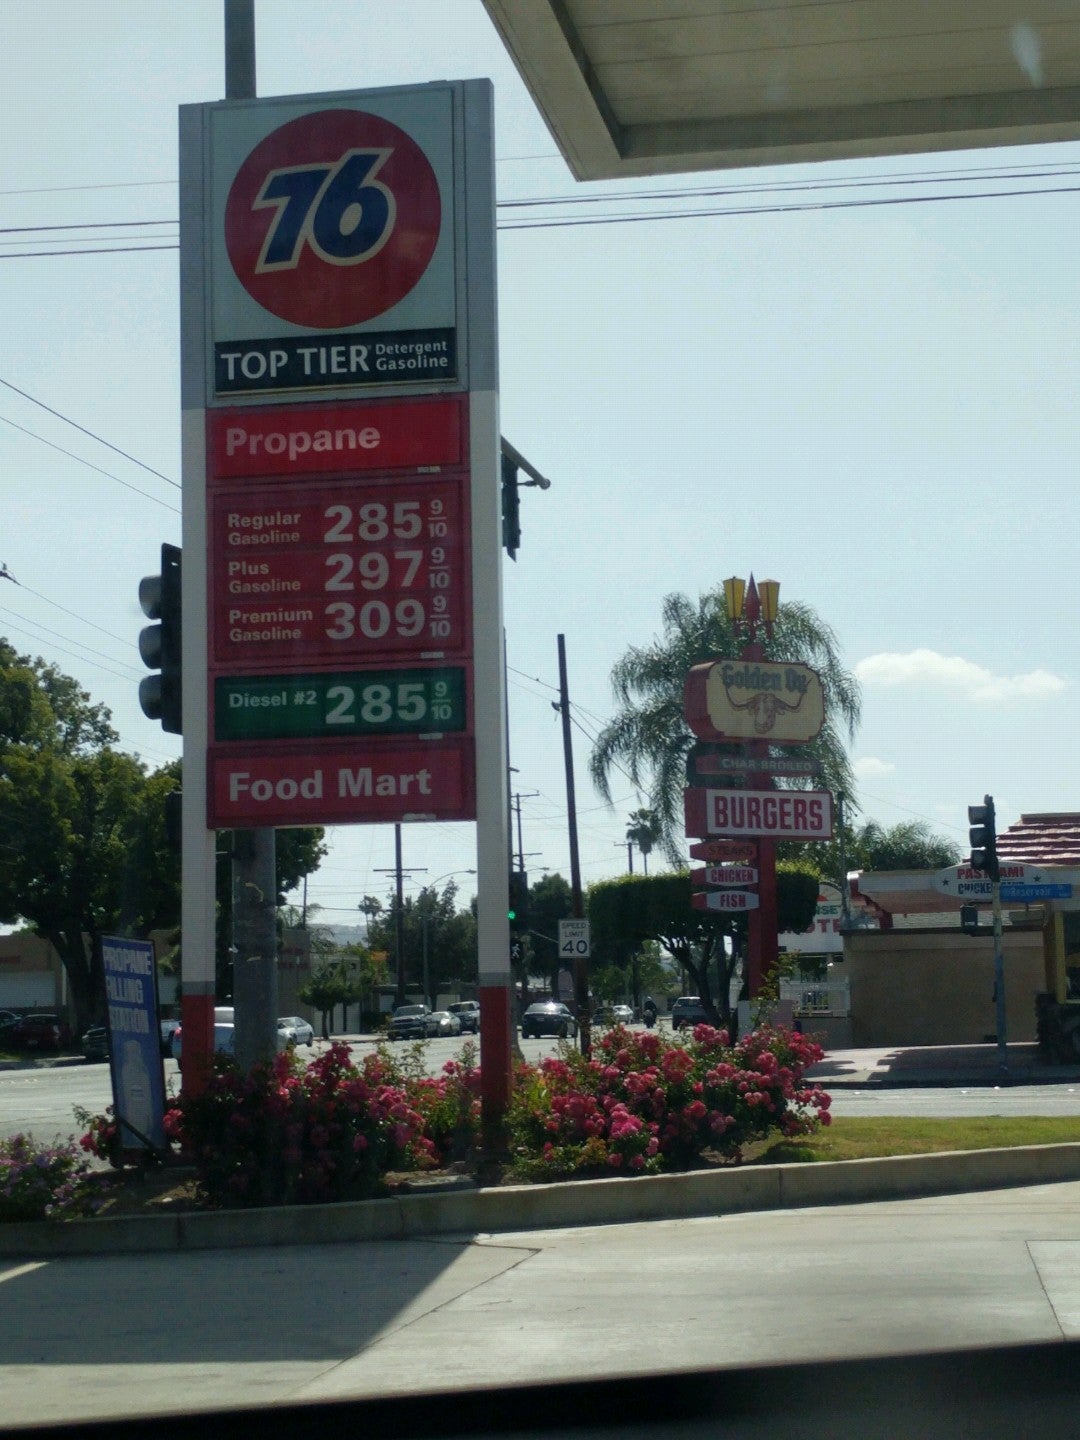 76
TOP TIER Detergent Gasoline
Propane
Regular Gasoline 285 9/10
Plus Gasoline 297 9/10
Premium Gasoline 309 9/10
Diesel #2 285 9/10
Food Mart
PROPANE
FILLING
STATION
SPEED
LIMIT
40
Golden Ox
CHAR-BROILED
BURGERS
STEAKS
CHICKEN
FISH
PASTRAMI
Reservoir